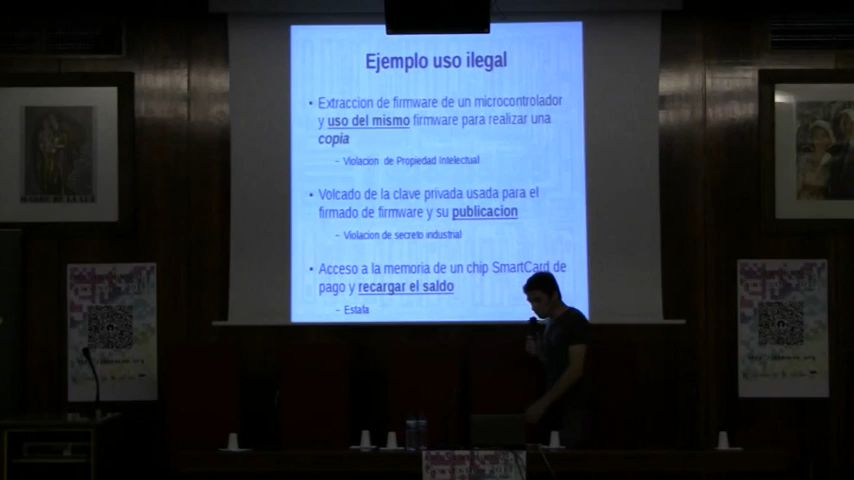 Ejemplo uso ilegal
• Extraccion de firmware de un microcontrolador
y uso del mismo firmware para realizar una
copia
– Violacion de Propiedad Intelectual
• Volcado de la clave privada usada para el
firmado de firmware y su publicacion
– Violacion de secreto industrial
• Acceso a la memoria de un chip SmartCard de
pago y recargar el saldo
– Estafa